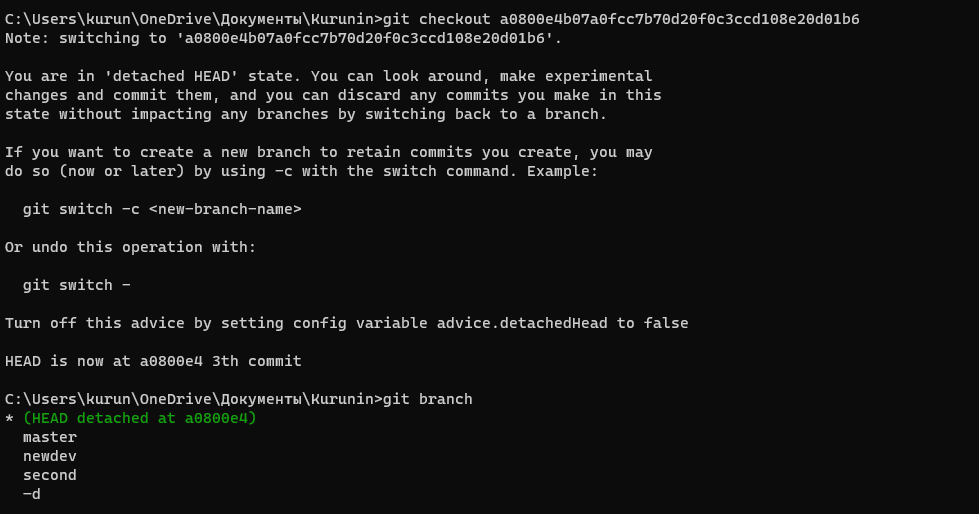 C:\Users\kurun\OneDrive\Документы\Kurunin>git checkout a0800e4b07a0fcc7b70d20f0c3ccd108e20d01b6
Note: switching to 'a0800e4b07a0fcc7b70d20f0c3ccd108e20d01b6'.
You are in 'detached HEAD' state. You can look around, make experimental
changes and commit them, and you can discard any commits you make in this
state without impacting any branches by switching back to a branch.
If you want to create a new branch to retain commits you create, you may
do so (now or later) by using -c with the switch command. Example:
git switch -c <new-branch-name>
Or undo this operation with:
git switch -
Turn off this advice by setting config variable advice.detachedHead to false
HEAD is now at a0800e4 3th commit
C:\Users\kurun\OneDrive\Документы\Kurunin>git branch
* (HEAD detached at a0800e4)
master
newdev
second
-d